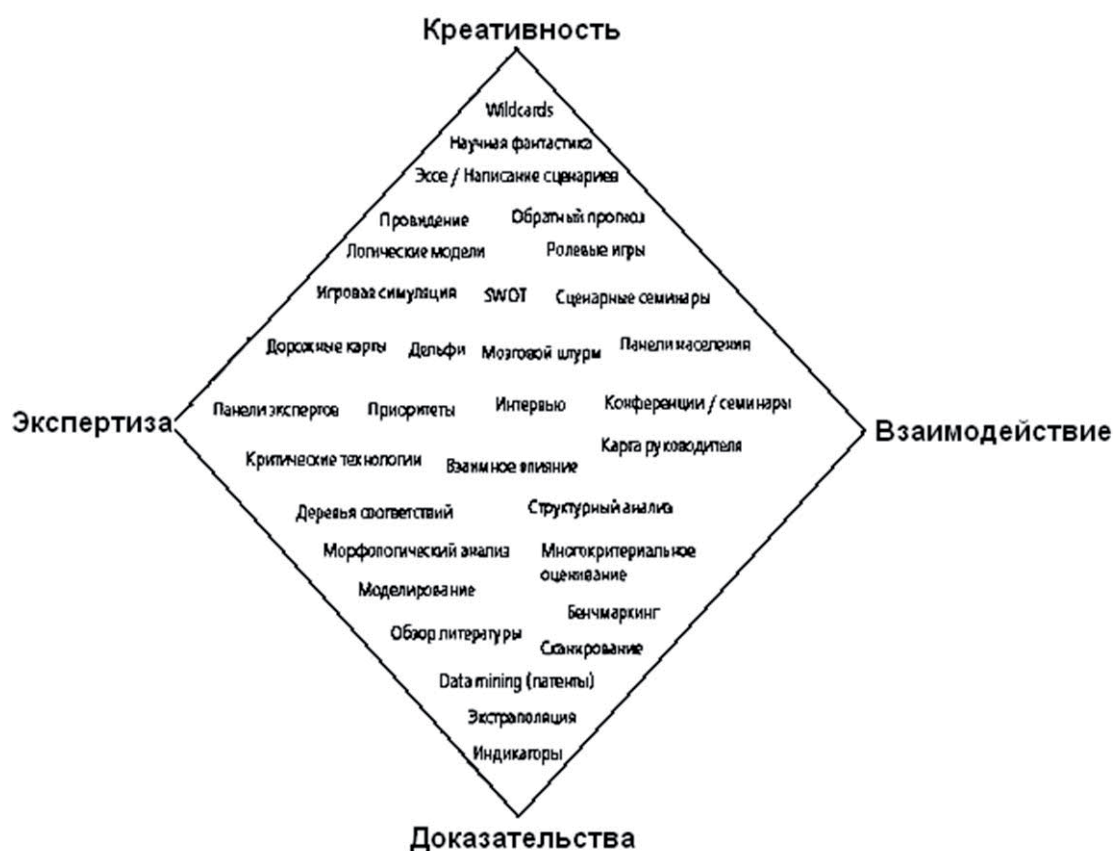 Креативность
Wildcards
Научная фантастика
Эссе / Написание сценариев
Провидение Обратный прогноз
Логические модели Ролевые игры
Игровая симуляция SWOT Сценарные семинары
Дорожные карты Дельфи Мозговой штурм Панели населения
Панели экспертов Приоритеты Интервью Конференции / семинары
Экспертиза Взаимодействие
Критические технологии Взаимное влияние Карта руководителя
Деревья соответствий Структурный анализ
Морфологический анализ Многокритериальное
оценивание
Моделирование
Бенчмаркинг
Обзор литературы
Сканирование
Data mining (патенты)
Экстраполяция
Индикаторы
Доказательства